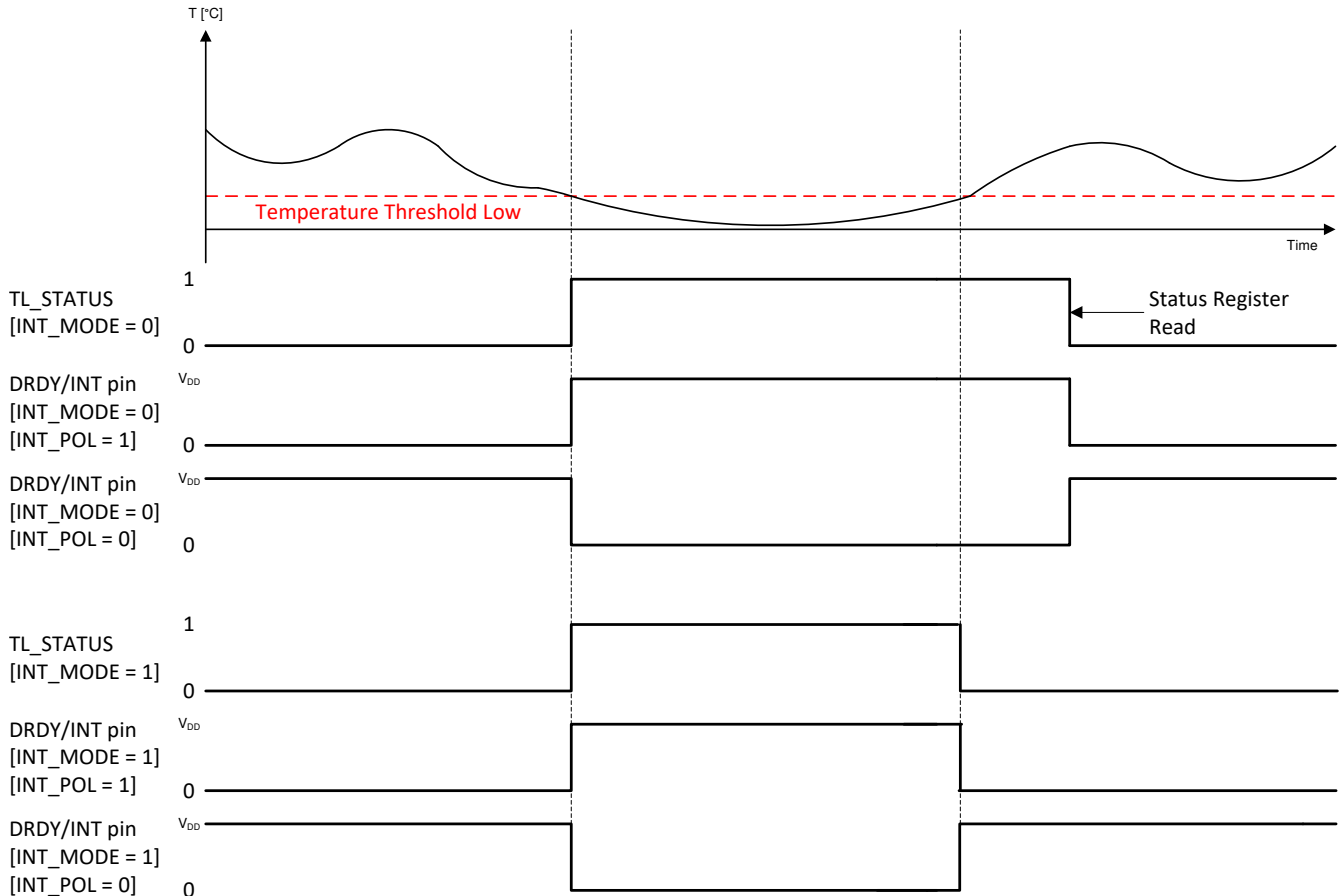 T [°C]
Temperature Threshold Low
Time
1
TL_STATUS
[INT_MODE = 0]
0
Status Register
Read
DRDY/INT pin
[INT_MODE = 0]
[INT_POL = 1]
VDD
0
DRDY/INT pin
[INT_MODE = 0]
[INT_POL = 0]
VDD
0
1
TL_STATUS
[INT_MODE = 1]
0
DRDY/INT pin
[INT_MODE = 1]
[INT_POL = 1]
VDD
0
DRDY/INT pin
[INT_MODE = 1]
[INT_POL = 0]
VDD
0